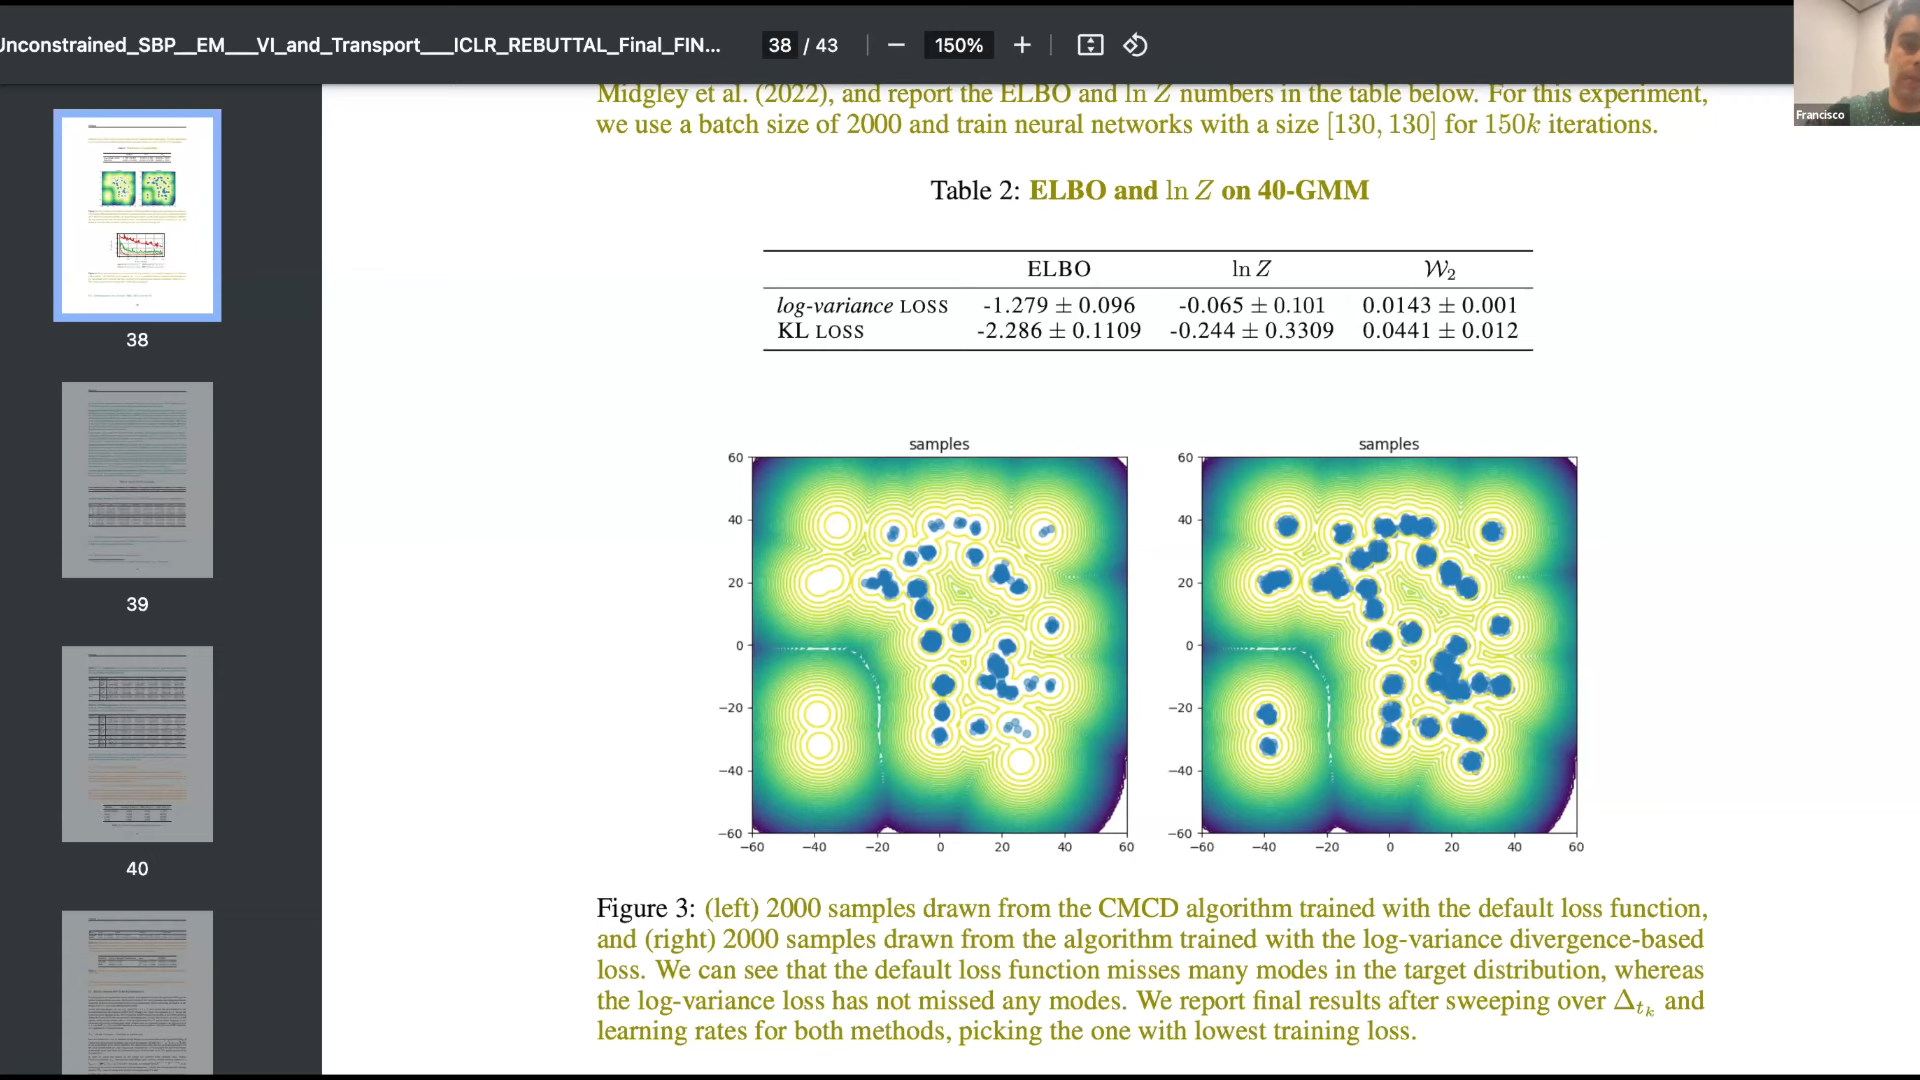 Unconstrained_SBP__EM___VI_and_Transport___ICLR_REBUTTAL_Final_FIN...
38 / 43
150%
Francisco
Midgley et al. (2022), and report the ELBO and ln Z numbers in the table below. For this experiment,
we use a batch size of 2000 and train neural networks with a size [130, 130] for 150k iterations.
Table 2: ELBO and ln Z on 40-GMM
ELBO ln Z W₂
log-variance LOSS -1.279 ± 0.096 -0.065 ± 0.101 0.0143 ± 0.001
KL LOSS -2.286 ± 0.1109 -0.244 ± 0.3309 0.0441 ± 0.012
samples
60
40
20
0
−20
−40
−60
−60 −40 −20 0 20 40 60
samples
60
40
20
0
−20
−40
−60
−60 −40 −20 0 20 40 60
Figure 3: (left) 2000 samples drawn from the CMCD algorithm trained with the default loss function,
and (right) 2000 samples drawn from the algorithm trained with the log-variance divergence-based
loss. We can see that the default loss function misses many modes in the target distribution, whereas
the log-variance loss has not missed any modes. We report final results after sweeping over Δtₖ and
learning rates for both methods, picking the one with lowest training loss.
38
39
40